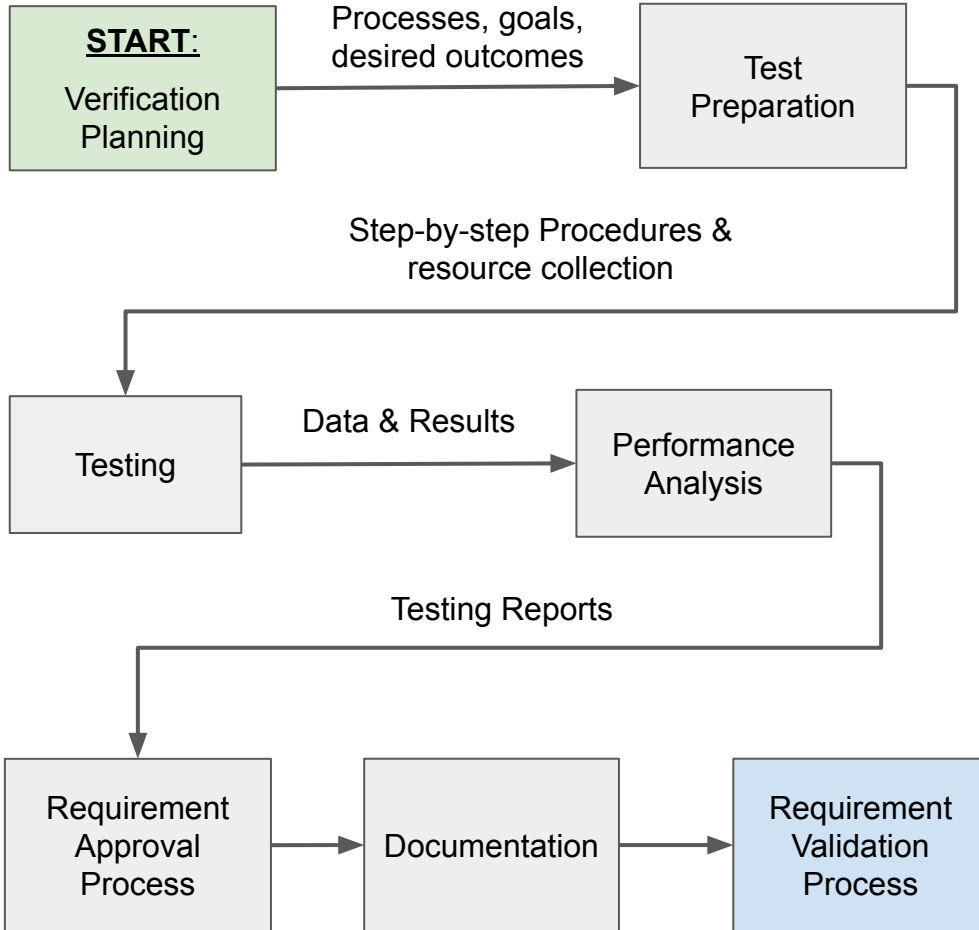 START:
Verification
Planning
Processes, goals,
desired outcomes
Test
Preparation
Step-by-step Procedures &
resource collection
Testing
Data & Results
Performance
Analysis
Testing Reports
Requirement
Approval
Process
Documentation
Requirement
Validation
Process